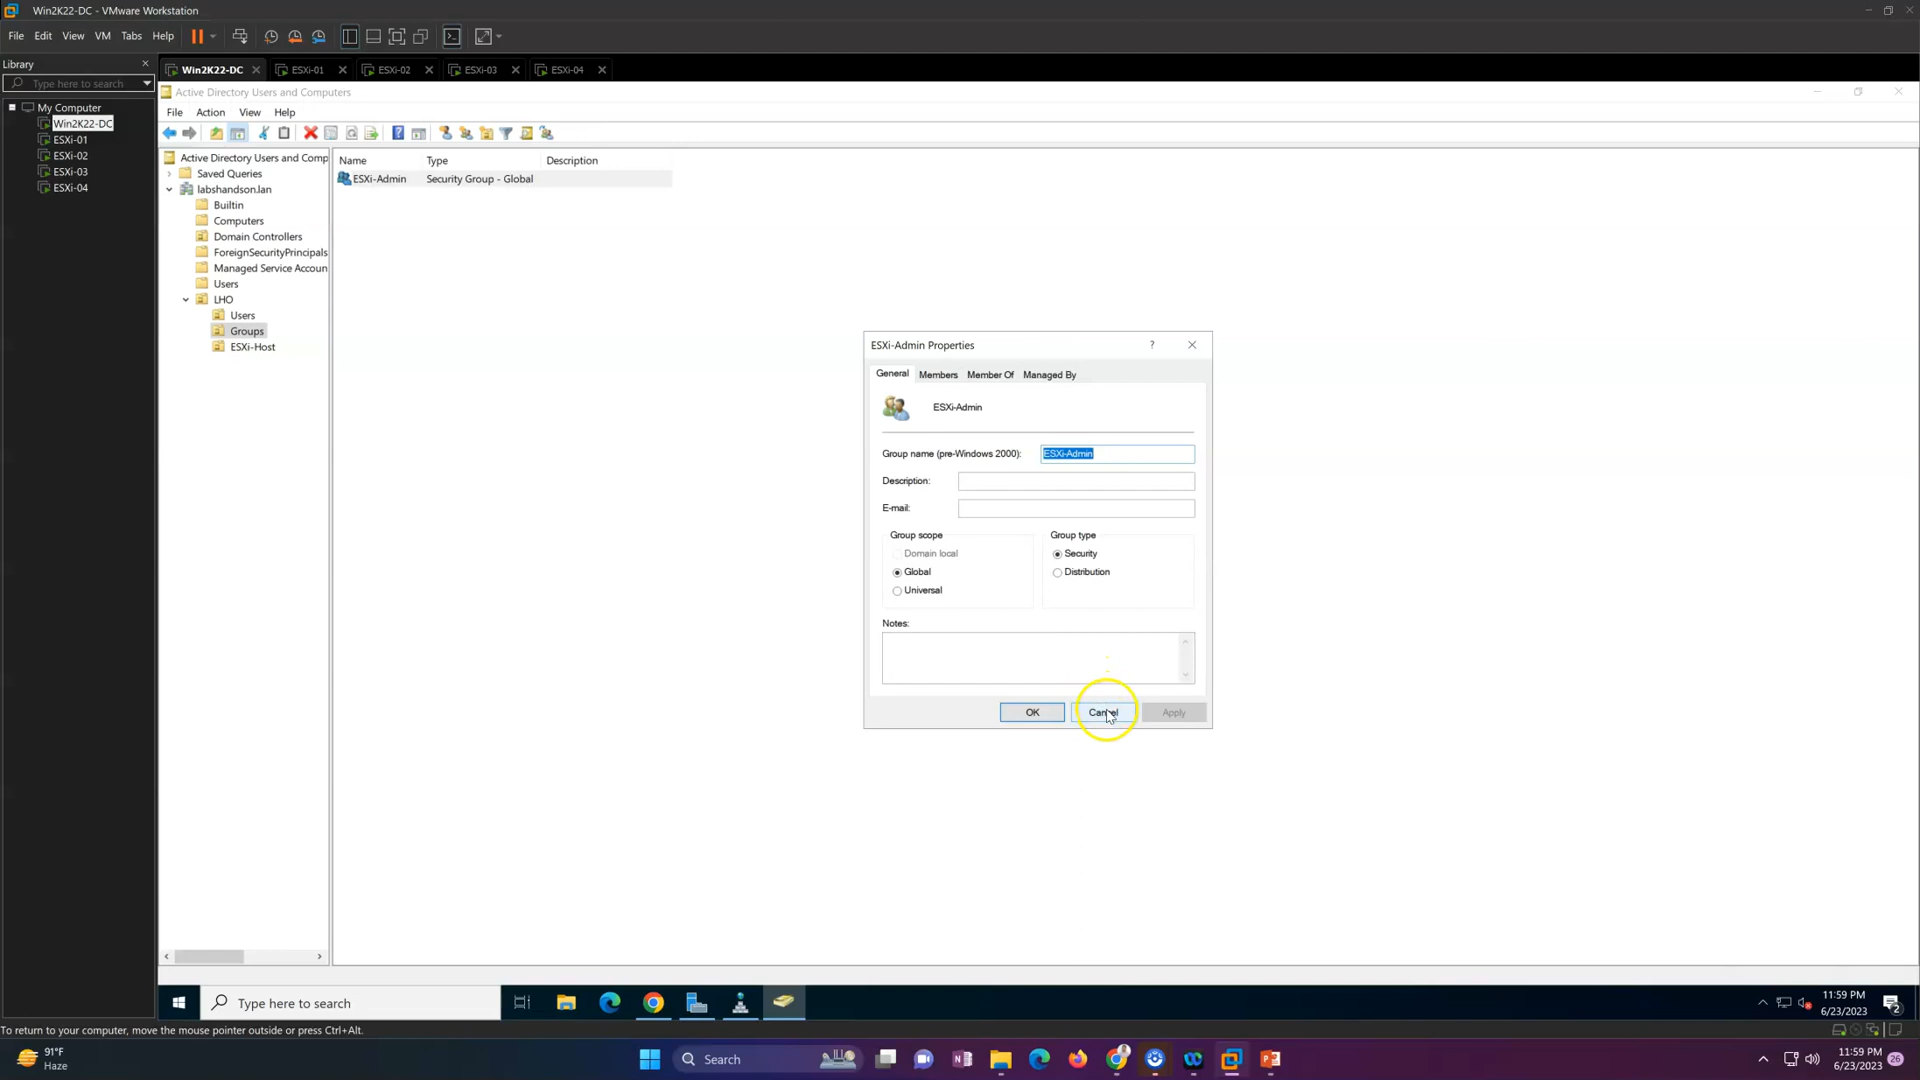 Win2K22-DC - VMware Workstation
File Edit View VM Tabs Help
Library
Type here to search
My Computer
Win2K22-DC
ESXi-01
ESXi-02
ESXi-03
ESXi-04
Win2K22-DC ESXi-01 ESXi-02 ESXi-03 ESXi-04
Active Directory Users and Computers
File Action View Help
Active Directory Users and Comp
Saved Queries
labshandson.lan
Builtin
Computers
Domain Controllers
ForeignSecurityPrincipals
Managed Service Accoun
Users
LHO
Users
Groups
ESXi-Host
Name Type Description
ESXi-Admin Security Group - Global
ESXi-Admin Properties
General Members Member Of Managed By
ESXi-Admin
Group name (pre-Windows 2000): ESXi-Admin
Description:
E-mail:
Group scope
Domain local
Global
Universal
Group type
Security
Distribution
Notes:
OK Cancel Apply
Type here to search
11:59 PM
6/23/2023
2
To return to your computer, move the mouse pointer outside or press Ctrl+Alt.
91°F
Haze
Search
11:59 PM
6/23/2023
26